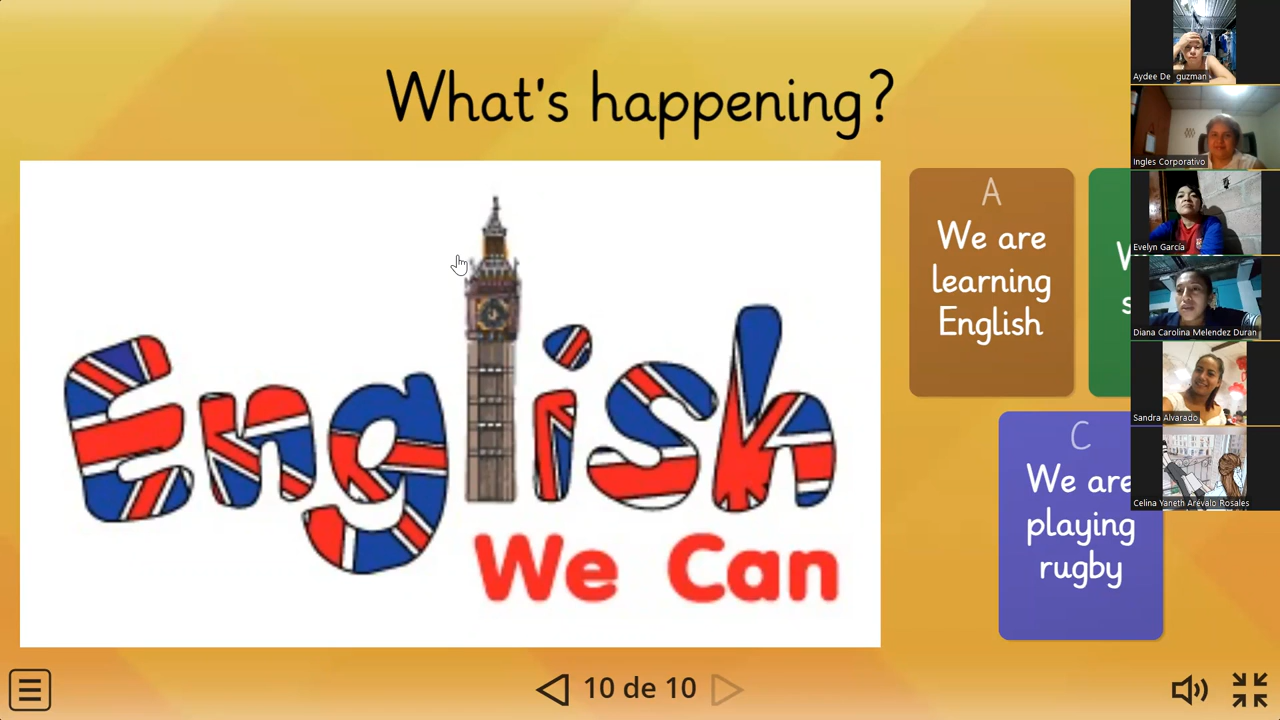 What's happening?
English
We Can
A
We are
learning
English
C
We are
playing
rugby
10 de 10
Aydee De guzman
Ingles Corporativo
Evelyn García
Diana Carolina Melendez Duran
Sandra Alvarado
Celina Yaneth Arévalo Rosales